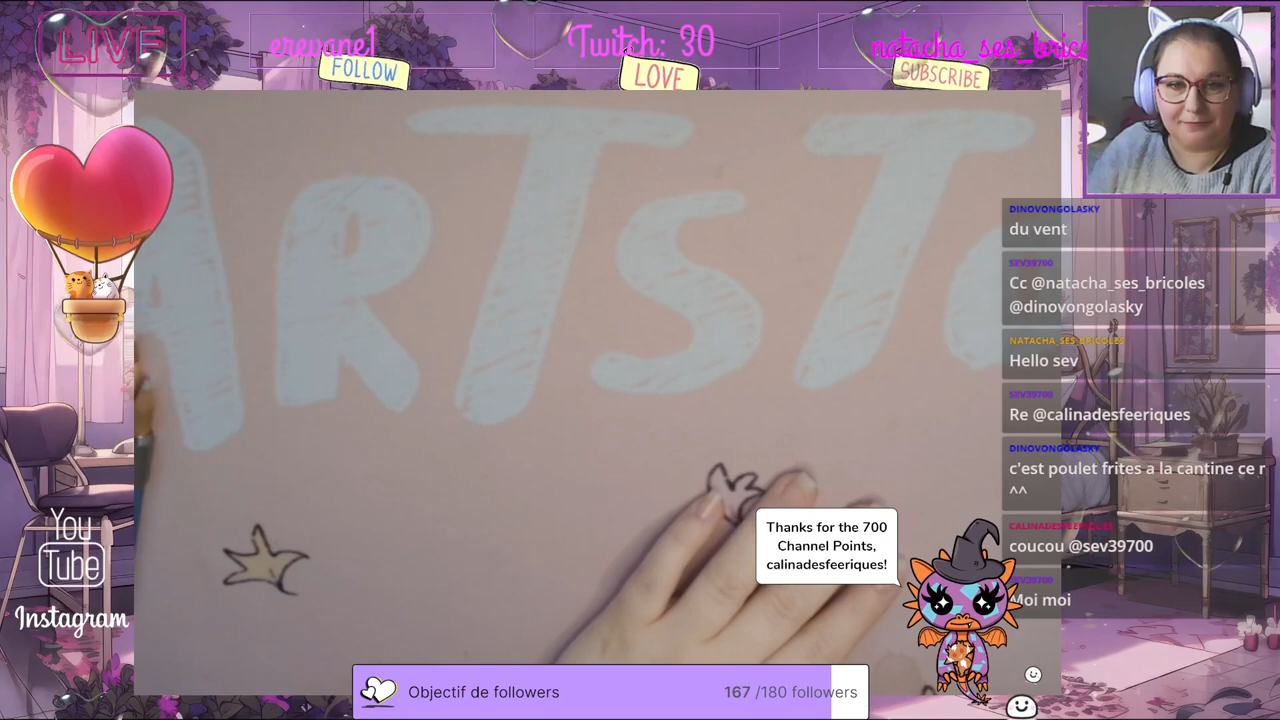 LIVE
erevane1
Twitch: 30
natacha_ses_brico
FOLLOW
LOVE
SUBSCRIBE
ARTSTO
DINOVONGOLASKY
du vent
SEV39700
Cc @natacha_ses_bricoles
@dinovongolasky
NATACHA_SES_BRICOLES
Hello sev
SEV39700
Re @calinadesfeeriques
DINOVONGOLASKY
c'est poulet frites a la cantine ce r
^^
CALINADESFEERIQUES
coucou @sev39700
SEV39700
Moi moi
Thanks for the 700
Channel Points,
calinadesfeeriques!
You
Tube
Instagram
Objectif de followers
167 /180 followers